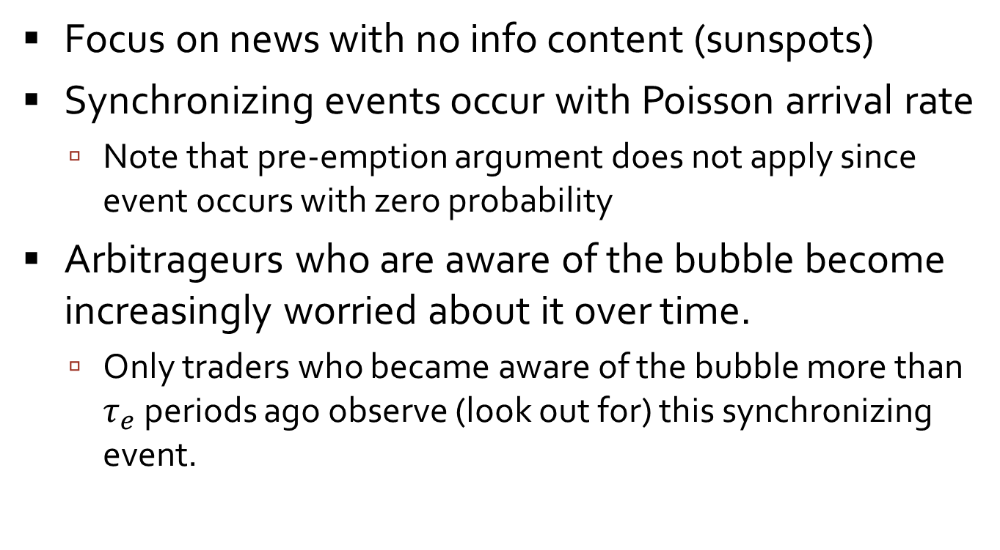 ▪ Focus on news with no info content (sunspots)
▪ Synchronizing events occur with Poisson arrival rate
▫ Note that pre-emption argument does not apply since
event occurs with zero probability
▪ Arbitrageurs who are aware of the bubble become
increasingly worried about it over time.
▫ Only traders who became aware of the bubble more than
𝜏ₑ periods ago observe (look out for) this synchronizing
event.